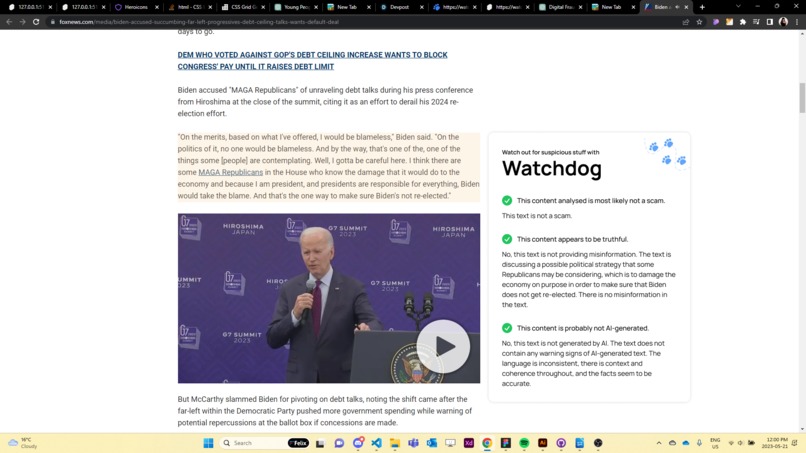 127.0.0.1:5
127.0.0.1:5
Heroicons
html - CSS
CSS Grid G
Young Peo
New Tab
Devpost
https://wat
https://wat
Digital Frau
New Tab
Biden a
foxnews.com/media/biden-accused-succumbing-far-left-progressives-debt-ceiling-talks-wants-default-deal
days to go.
DEM WHO VOTED AGAINST GOP'S DEBT CEILING INCREASE WANTS TO BLOCK
CONGRESS' PAY UNTIL IT RAISES DEBT LIMIT
Biden accused "MAGA Republicans" of unraveling debt talks during his press conference
from Hiroshima at the close of the summit, citing it as an effort to derail his 2024 re-
election effort.
"On the merits, based on what I've offered, I would be blameless," Biden said. "On the
politics of it, no one would be blameless. And by the way, that's one of the, one of the
things some [people] are contemplating. Well, I gotta be careful here. I think there are
some MAGA Republicans in the House who know the damage that it would do to the
economy and because I am president, and presidents are responsible for everything, Biden
would take the blame. And that's the one way to make sure Biden's not re-elected."
HIROSHIMA
JAPAN
G7 SUMMIT
2023
But McCarthy slammed Biden for pivoting on debt talks, noting the shift came after the
far-left within the Democratic Party pushed more government spending while warning of
potential repercussions at the ballot box if concessions are made.
Watch out for suspicious stuff with
Watchdog
This content analysed is most likely not a scam.
This text is not a scam.
This content appears to be truthful.
No, this text is not providing misinformation. The text is
discussing a possible political strategy that some
Republicans may be considering, which is to damage the
economy on purpose in order to make sure that Biden
does not get re-elected. There is no misinformation in
the text.
This content is probably not AI-generated.
No, this text is not generated by AI. The text does not
contain any warning signs of AI-generated text. The
language is inconsistent, there is context and
coherence throughout, and the facts seem to be
accurate.
16°C
Cloudy
Search
Felix
ENG
US
12:00 PM
2023-05-21